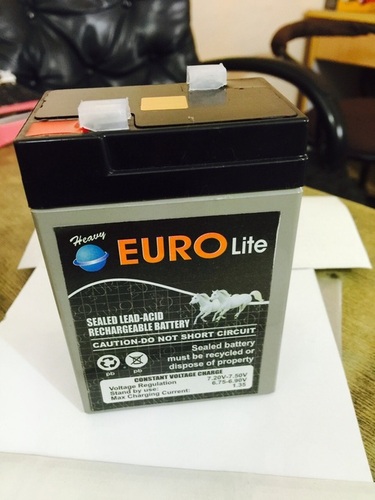 Heavy
EURO Lite
SEALED LEAD-ACID
RECHARGEABLE BATTERY
CAUTION-DO NOT SHORT CIRCUIT
Sealed battery
must be recycled or
dispose of property
pb pb
CONSTANT VOLTAGE CHARGE
Voltage Regulation 7.20V-7.50V
Stand by use: 6.75-6.90V
Max Charging Current: 1.35